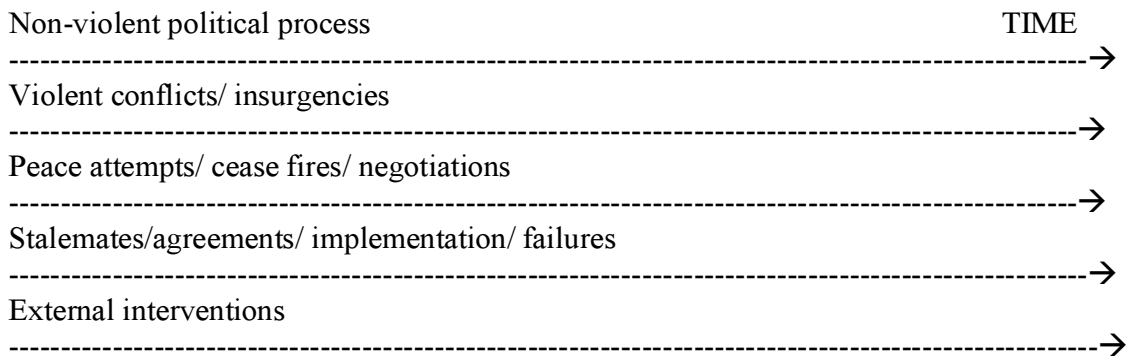 Non-violent political process TIME
--------------------------------------------------------------------------------------------------------→
Violent conflicts/ insurgencies
-------------------------------------------------------------------------------------------------------→
Peace attempts/ cease fires/ negotiations
-------------------------------------------------------------------------------------------------------→
Stalemates/agreements/ implementation/ failures
--------------------------------------------------------------------------------------------------------→
External interventions
---------------------------------------------------------------------------------------------------------→